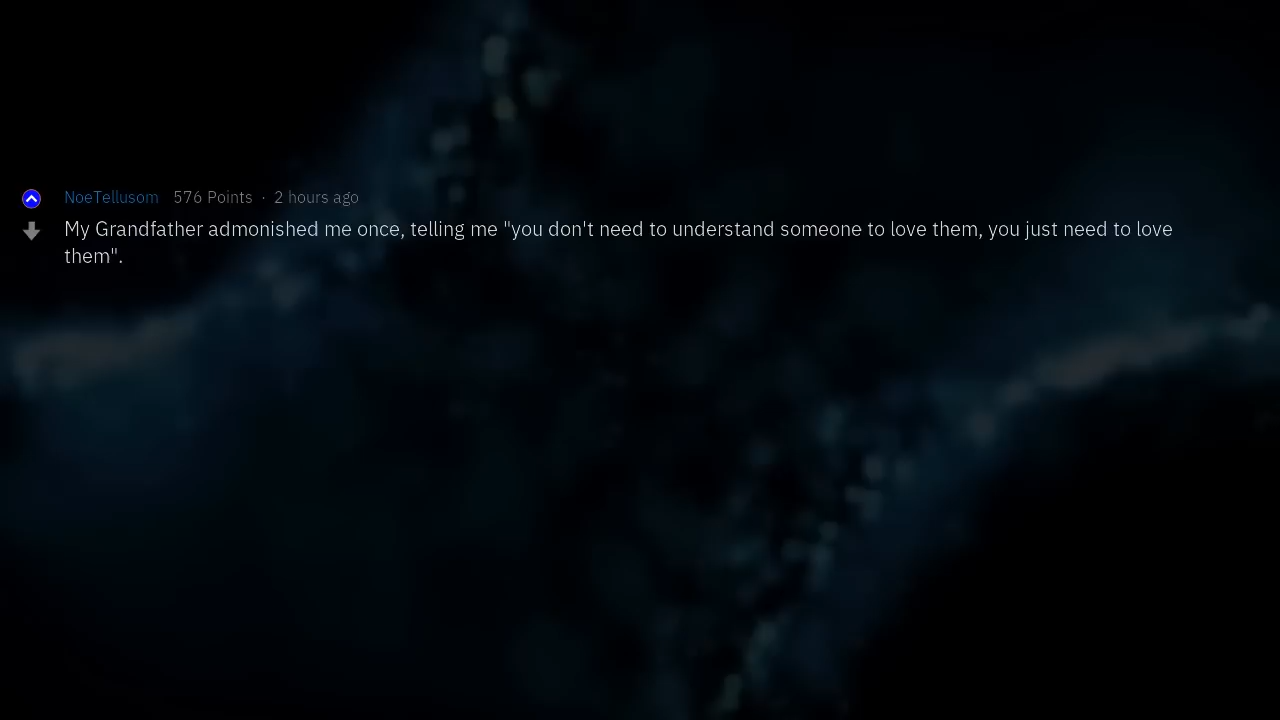 NoeTellusom 576 Points · 2 hours ago
My Grandfather admonished me once, telling me "you don't need to understand someone to love them, you just need to love
them".